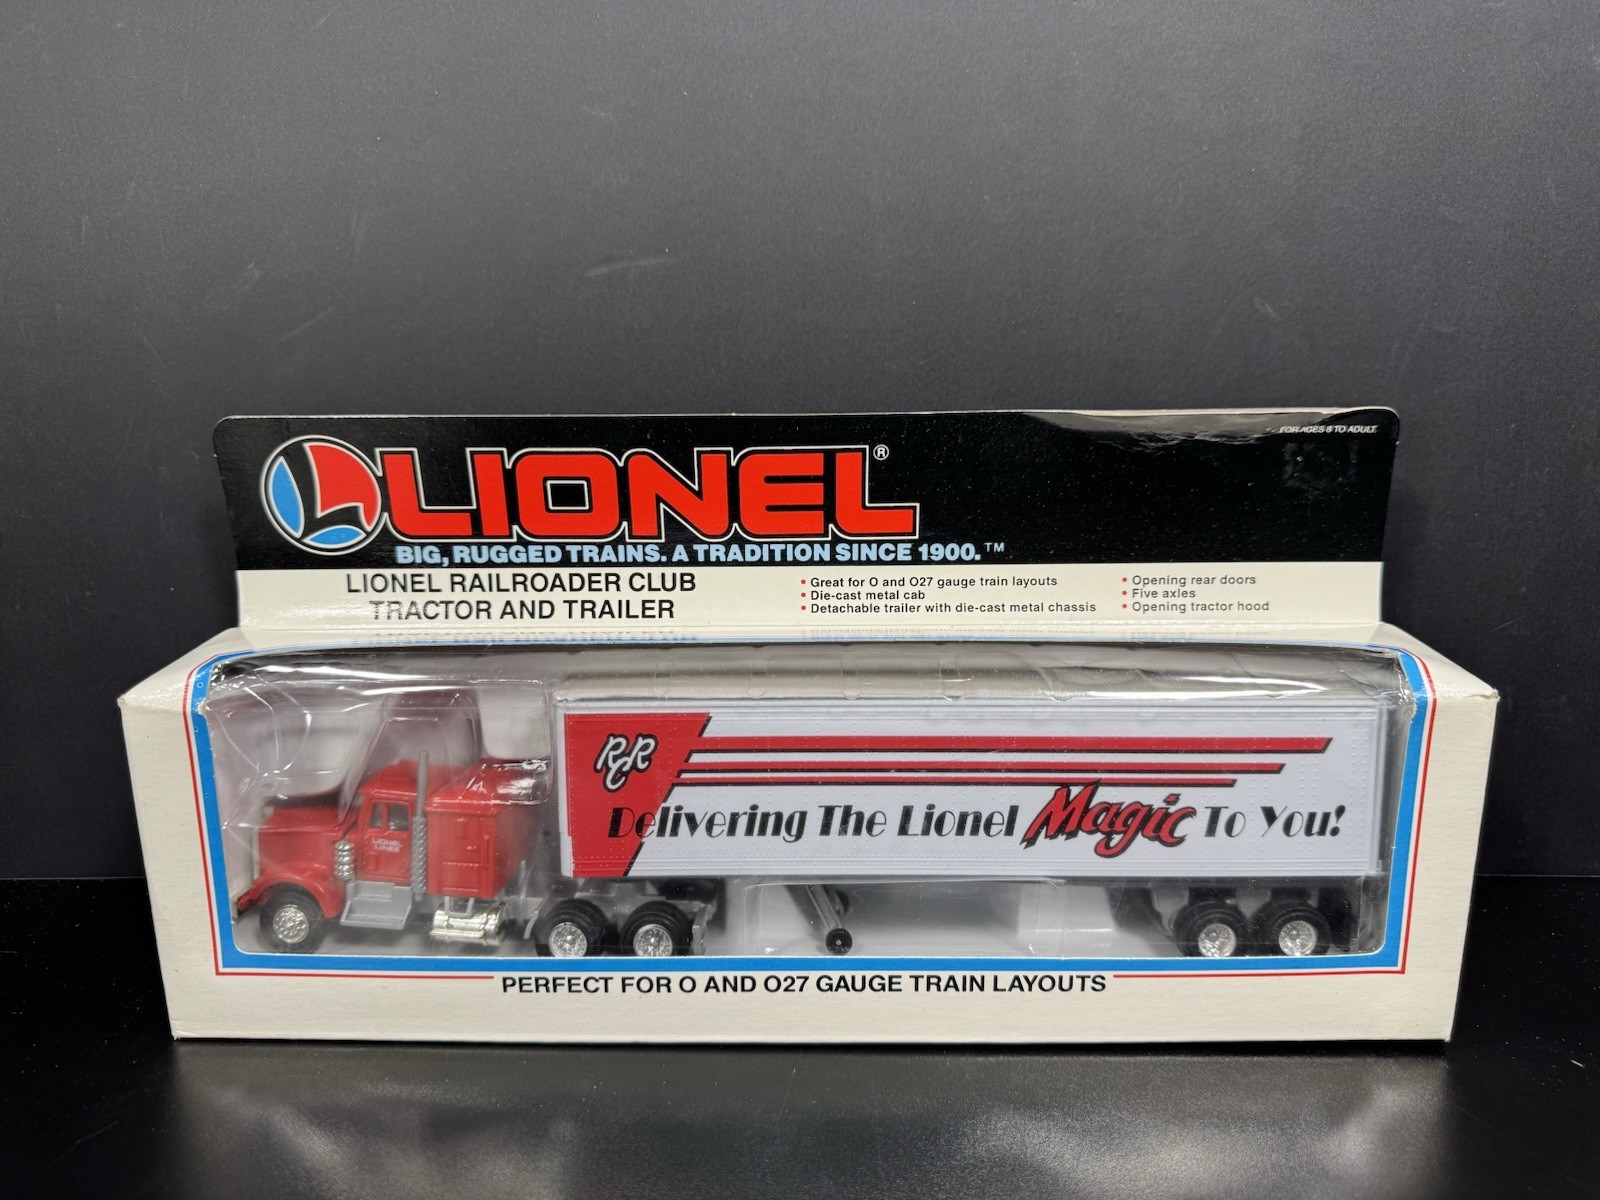 FOR AGES 8 TO ADULT
LIONEL®
BIG, RUGGED TRAINS. A TRADITION SINCE 1900.™
LIONEL RAILROADER CLUB
TRACTOR AND TRAILER
• Great for O and O27 gauge train layouts
• Die-cast metal cab
• Detachable trailer with die-cast metal chassis
• Opening rear doors
• Five axles
• Opening tractor hood
RCR
Delivering The Lionel Magic To You!
LIONEL
LINES
PERFECT FOR O AND O27 GAUGE TRAIN LAYOUTS